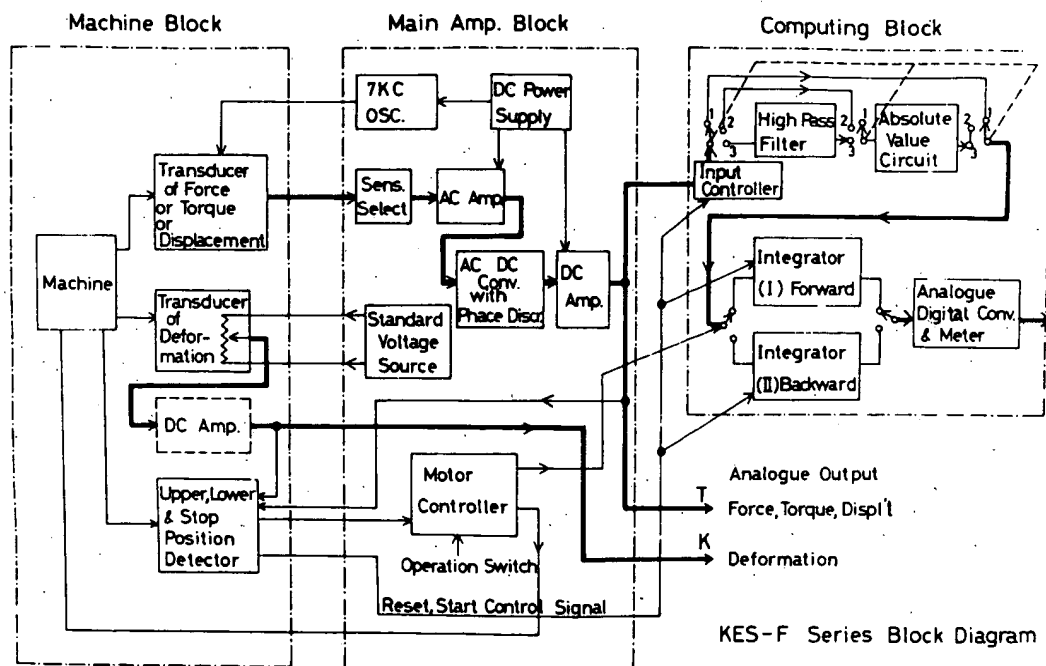 Machine Block
Main Amp. Block
Computing Block
7KC
OSC.
DC Power
Supply
Transducer
of Force
or Torque
or
Displacement
Sens.
Select
AC Amp.
AC DC
Conv.
with
Phace Discr.
DC
Amp.
1
2
3
High Pass
Filter
2
3
1
Absolute
Value
Circuit
2
3
1
Input
Controller
Machine
Transducer
of
Defor-
mation
Standard
Voltage
Source
Integrator
(I) Forward
Integrator
(II)Backward
Analogue
Digital Conv.
& Meter
DC Amp.
Upper,Lower
& Stop
Position
Detector
Motor
Controller
Operation Switch
Reset,Start Control Signal
Analogue Output
T
Force,Torque,Displ't
K
Deformation
KES-F Series Block Diagram